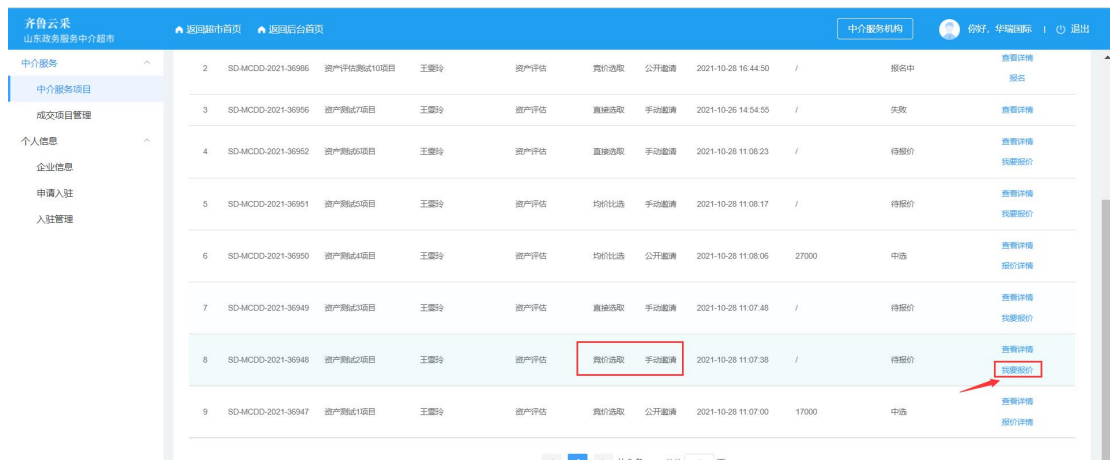 齐鲁云采
山东政务服务中介超市
返回超市首页 返回后台首页
中介服务机构
你好, 华瑞国际 | 退出
中介服务
中介服务项目
成交项目管理
个人信息
企业信息
申请入驻
入驻管理
2 SD-MCDD-2021-36986 资产评估测试10项目 王雪玲 资产评估 竞价选取 公开邀请 2021-10-28 16:44:50 / 报名中 查看详情
报名
3 SD-MCDD-2021-36956 资产测试7项目 王雪玲 资产评估 直接选取 手动邀请 2021-10-26 14:54:55 / 失败 查看详情
4 SD-MCDD-2021-36952 资产测试6项目 王雪玲 资产评估 直接选取 手动邀请 2021-10-28 11:08:23 / 待报价 查看详情
我要报价
5 SD-MCDD-2021-36951 资产测试5项目 王雪玲 资产评估 均价比选 手动邀请 2021-10-28 11:08:17 / 待报价 查看详情
我要报价
6 SD-MCDD-2021-36950 资产测试4项目 王雪玲 资产评估 均价比选 公开邀请 2021-10-28 11:08:06 27000 中选 查看详情
报价详情
7 SD-MCDD-2021-36949 资产测试3项目 王雪玲 资产评估 直接选取 手动邀请 2021-10-28 11:07:48 / 待报价 查看详情
我要报价
8 SD-MCDD-2021-36948 资产测试2项目 王雪玲 资产评估 竞价选取 手动邀请 2021-10-28 11:07:38 / 待报价 查看详情
我要报价
9 SD-MCDD-2021-36947 资产测试1项目 王雪玲 资产评估 竞价选取 公开邀请 2021-10-28 11:07:00 17000 中选 查看详情
报价详情